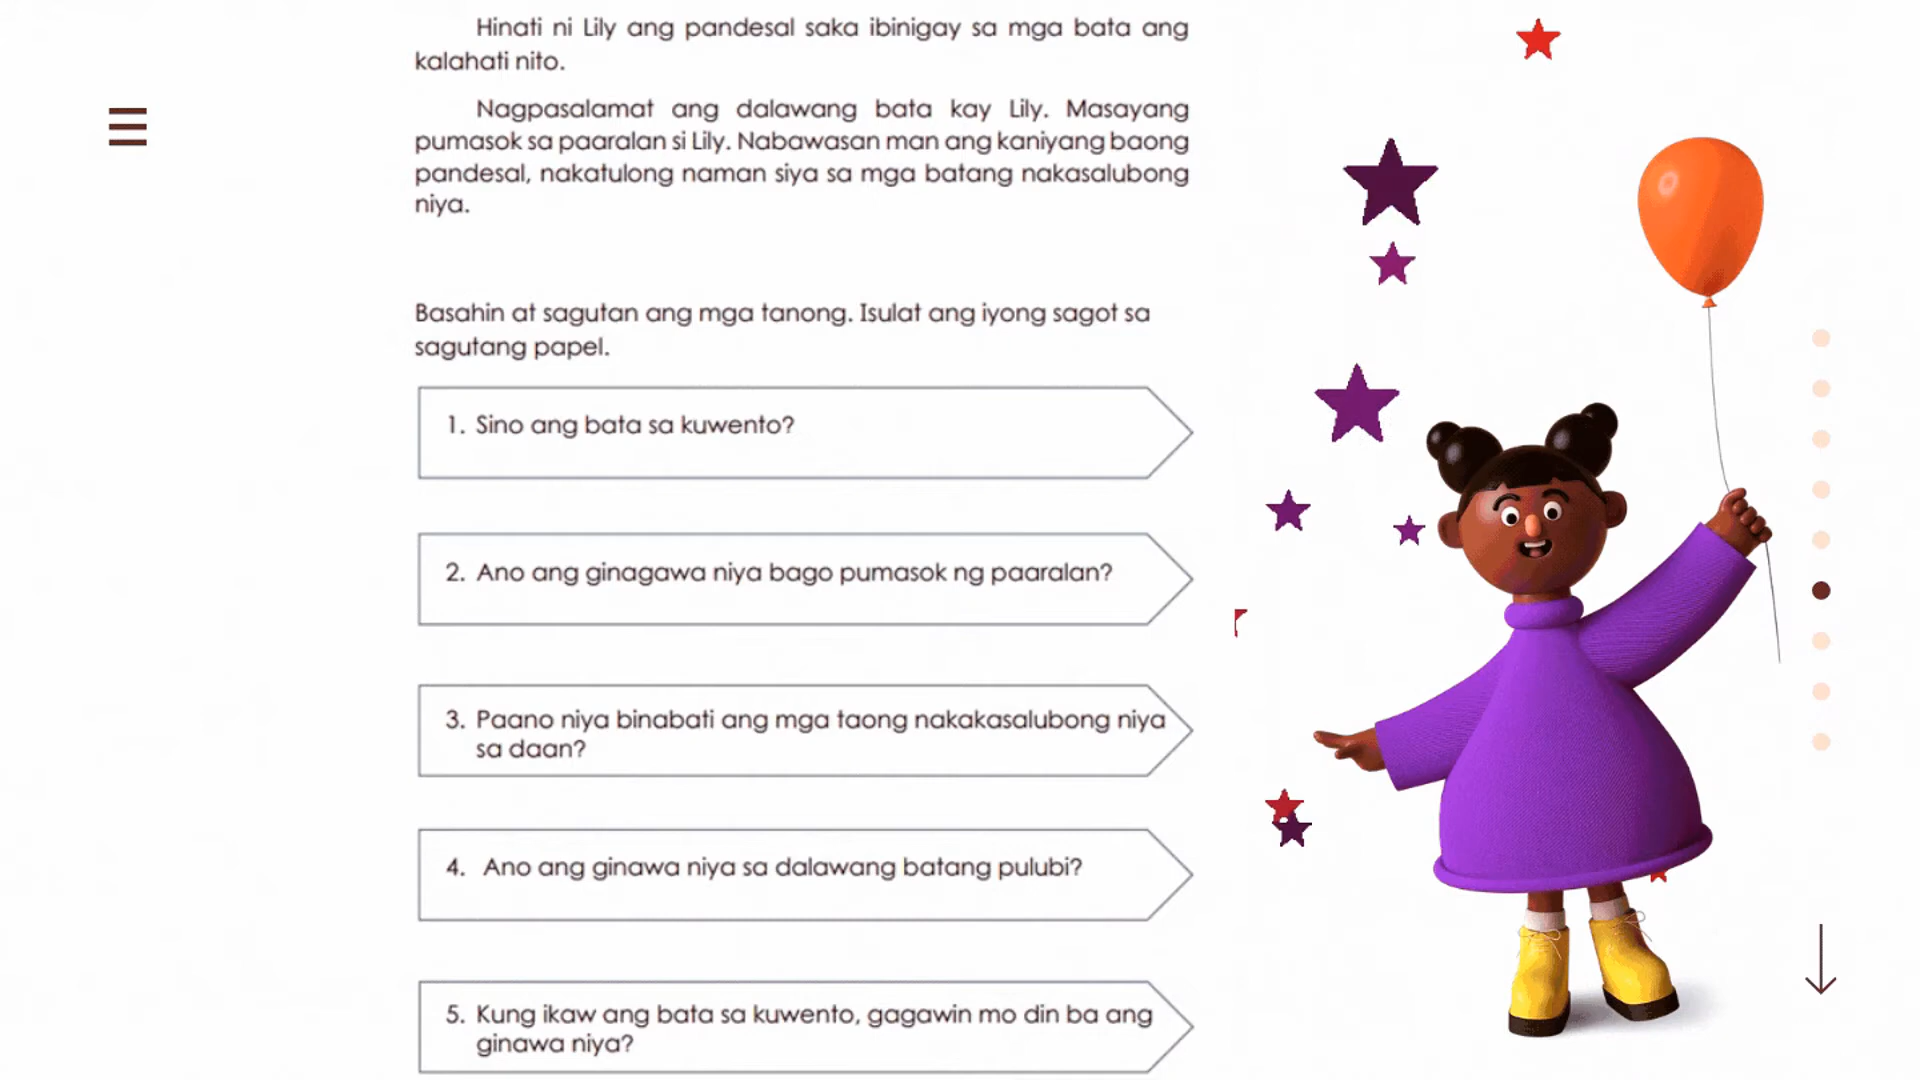 Hinati ni Lily ang pandesal saka ibinigay sa mga bata ang
kalahati nito.
Nagpasalamat ang dalawang bata kay Lily. Masayang
pumasok sa paaralan si Lily. Nabawasan man ang kaniyang baong
pandesal, nakatulong naman siya sa mga batang nakasalubong
niya.
Basahin at sagutan ang mga tanong. Isulat ang iyong sagot sa
sagutang papel.
1. Sino ang bata sa kuwento?
2. Ano ang ginagawa niya bago pumasok ng paaralan?
3. Paano niya binabati ang mga taong nakakasalubong niya
sa daan?
4. Ano ang ginawa niya sa dalawang batang pulubi?
5. Kung ikaw ang bata sa kuwento, gagawin mo din ba ang
ginawa niya?